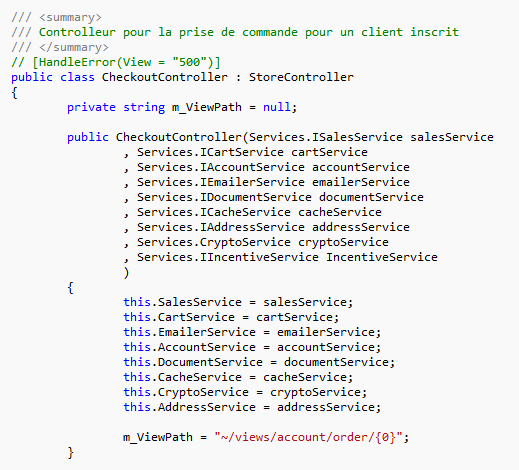 /// <summary>
/// Controlleur pour la prise de commande pour un client inscrit
/// </summary>
// [HandleError(View = "500")]
public class CheckoutController : StoreController
{
private string m_ViewPath = null;
public CheckoutController(Services.ISalesService salesService
, Services.ICartService cartService
, Services.IAccountService accountService
, Services.IEmailerService emailerService
, Services.IDocumentService documentService
, Services.ICacheService cacheService
, Services.IAddressService addressService
, Services.CryptoService cryptoService
, Services.IIncentiveService IncentiveService
)
{
this.SalesService = salesService;
this.CartService = cartService;
this.EmailerService = emailerService;
this.AccountService = accountService;
this.DocumentService = documentService;
this.CacheService = cacheService;
this.CryptoService = cryptoService;
this.AddressService = addressService;
m_ViewPath = "~/views/account/order/{0}";
}